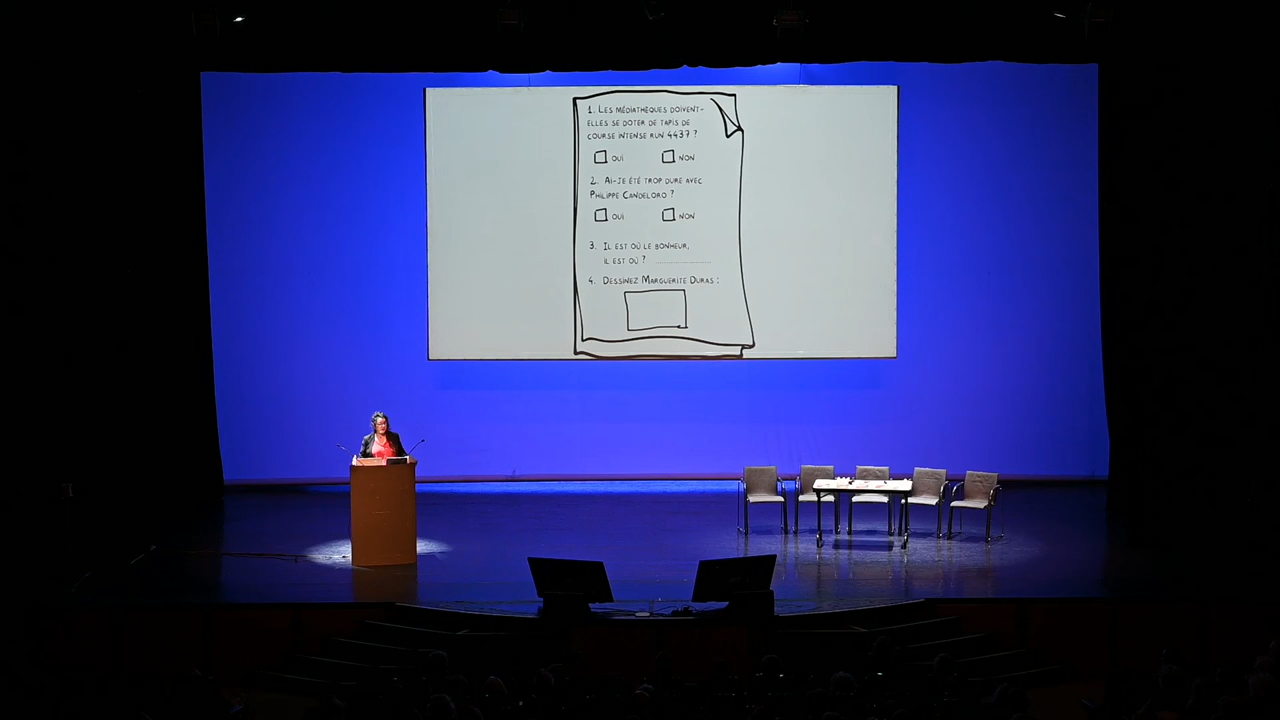 1. Les médiathèques doivent-
elles se doter de tapis de
course intense run 4437 ?
oui non
2. Ai-je été trop dure avec
Philippe Candeloro ?
oui non
3. Il est où le bonheur,
il est où ? ..................
4. Dessinez Marguerite Duras :